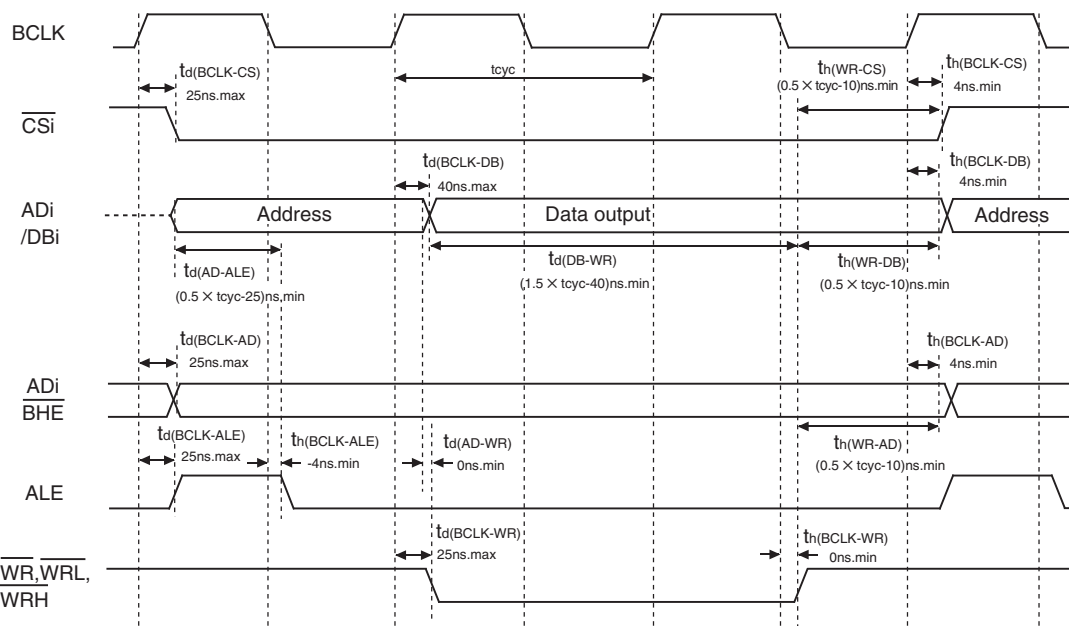 BCLK
td(BCLK-CS)
25ns.max
tcyc
th(WR-CS)
(0.5 × tcyc-10)ns.min
th(BCLK-CS)
4ns.min
CSi
td(BCLK-DB)
40ns.max
th(BCLK-DB)
4ns.min
ADi
/DBi
Address
Data output
Address
td(AD-ALE)
(0.5 × tcyc-25)ns.min
td(DB-WR)
(1.5 × tcyc-40)ns.min
th(WR-DB)
(0.5 × tcyc-10)ns.min
td(BCLK-AD)
25ns.max
th(BCLK-AD)
4ns.min
ADi
BHE
td(BCLK-ALE)
25ns.max
th(BCLK-ALE)
-4ns.min
td(AD-WR)
0ns.min
th(WR-AD)
(0.5 × tcyc-10)ns.min
ALE
td(BCLK-WR)
25ns.max
th(BCLK-WR)
0ns.min
WR,WRL,
WRH